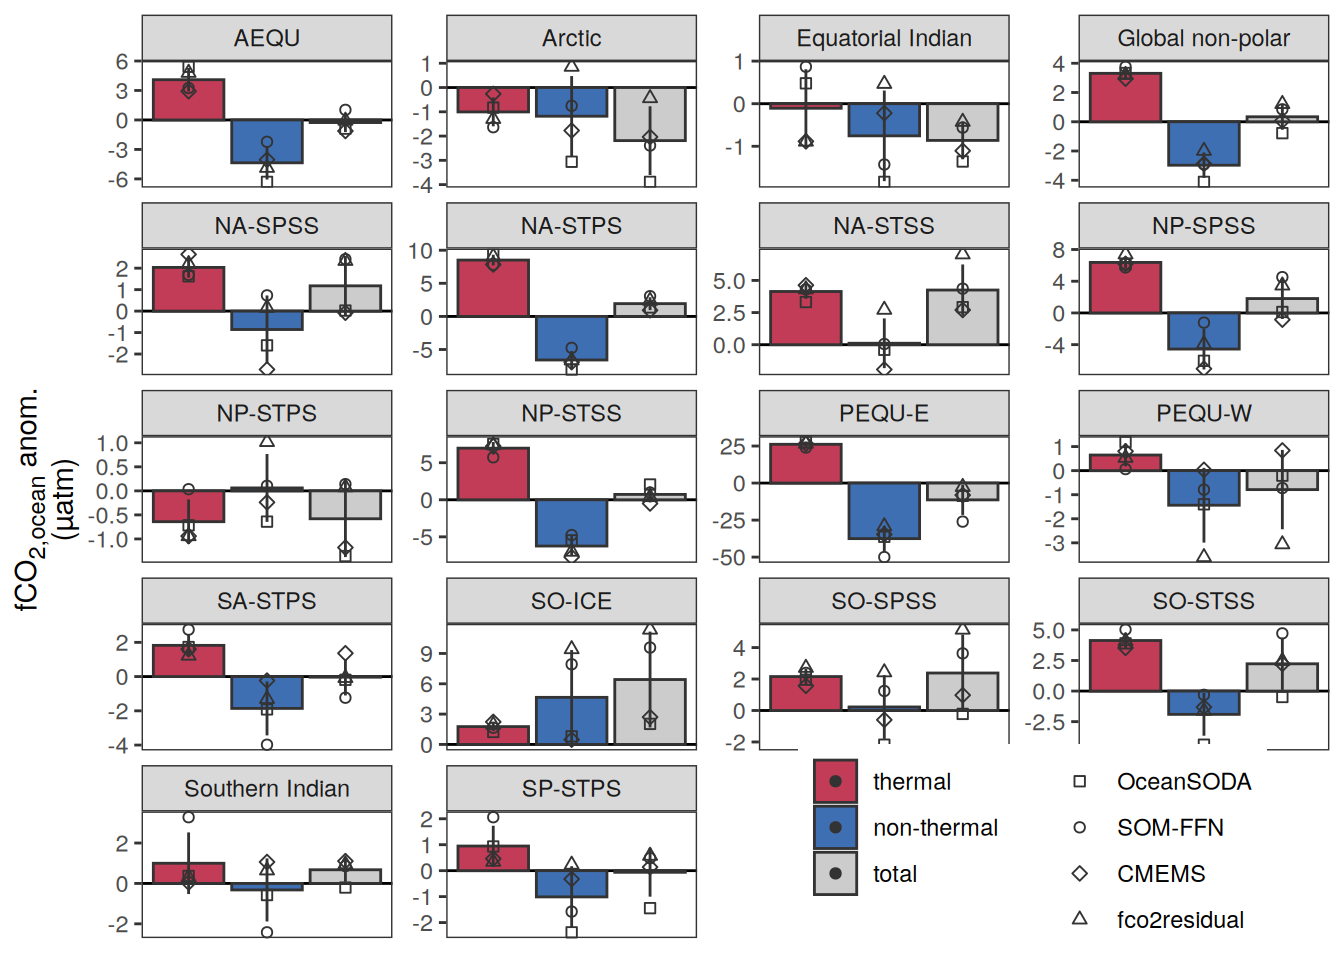 AEQU
Arctic
Equatorial Indian
Global non-polar
6
3
0
-3
-6
1
0
-1
-2
-3
-4
1
0
-1
4
2
0
-2
-4
NA-SPSS
NA-STPS
NA-STSS
NP-SPSS
2
1
0
-1
-2
10
5
0
-5
5.0
2.5
0.0
8
4
0
-4
NP-STPS
NP-STSS
PEQU-E
PEQU-W
1.0
0.5
0.0
-0.5
-1.0
5
0
-5
25
0
-25
-50
1
0
-1
-2
-3
SA-STPS
SO-ICE
SO-SPSS
SO-STSS
2
0
-2
-4
9
6
3
0
4
2
0
-2
5.0
2.5
0.0
-2.5
Southern Indian
SP-STPS
2
0
-2
2
1
0
-1
-2
fCO2,ocean anom.
(µatm)
thermal
non-thermal
total
OceanSODA
SOM-FFN
CMEMS
fco2residual